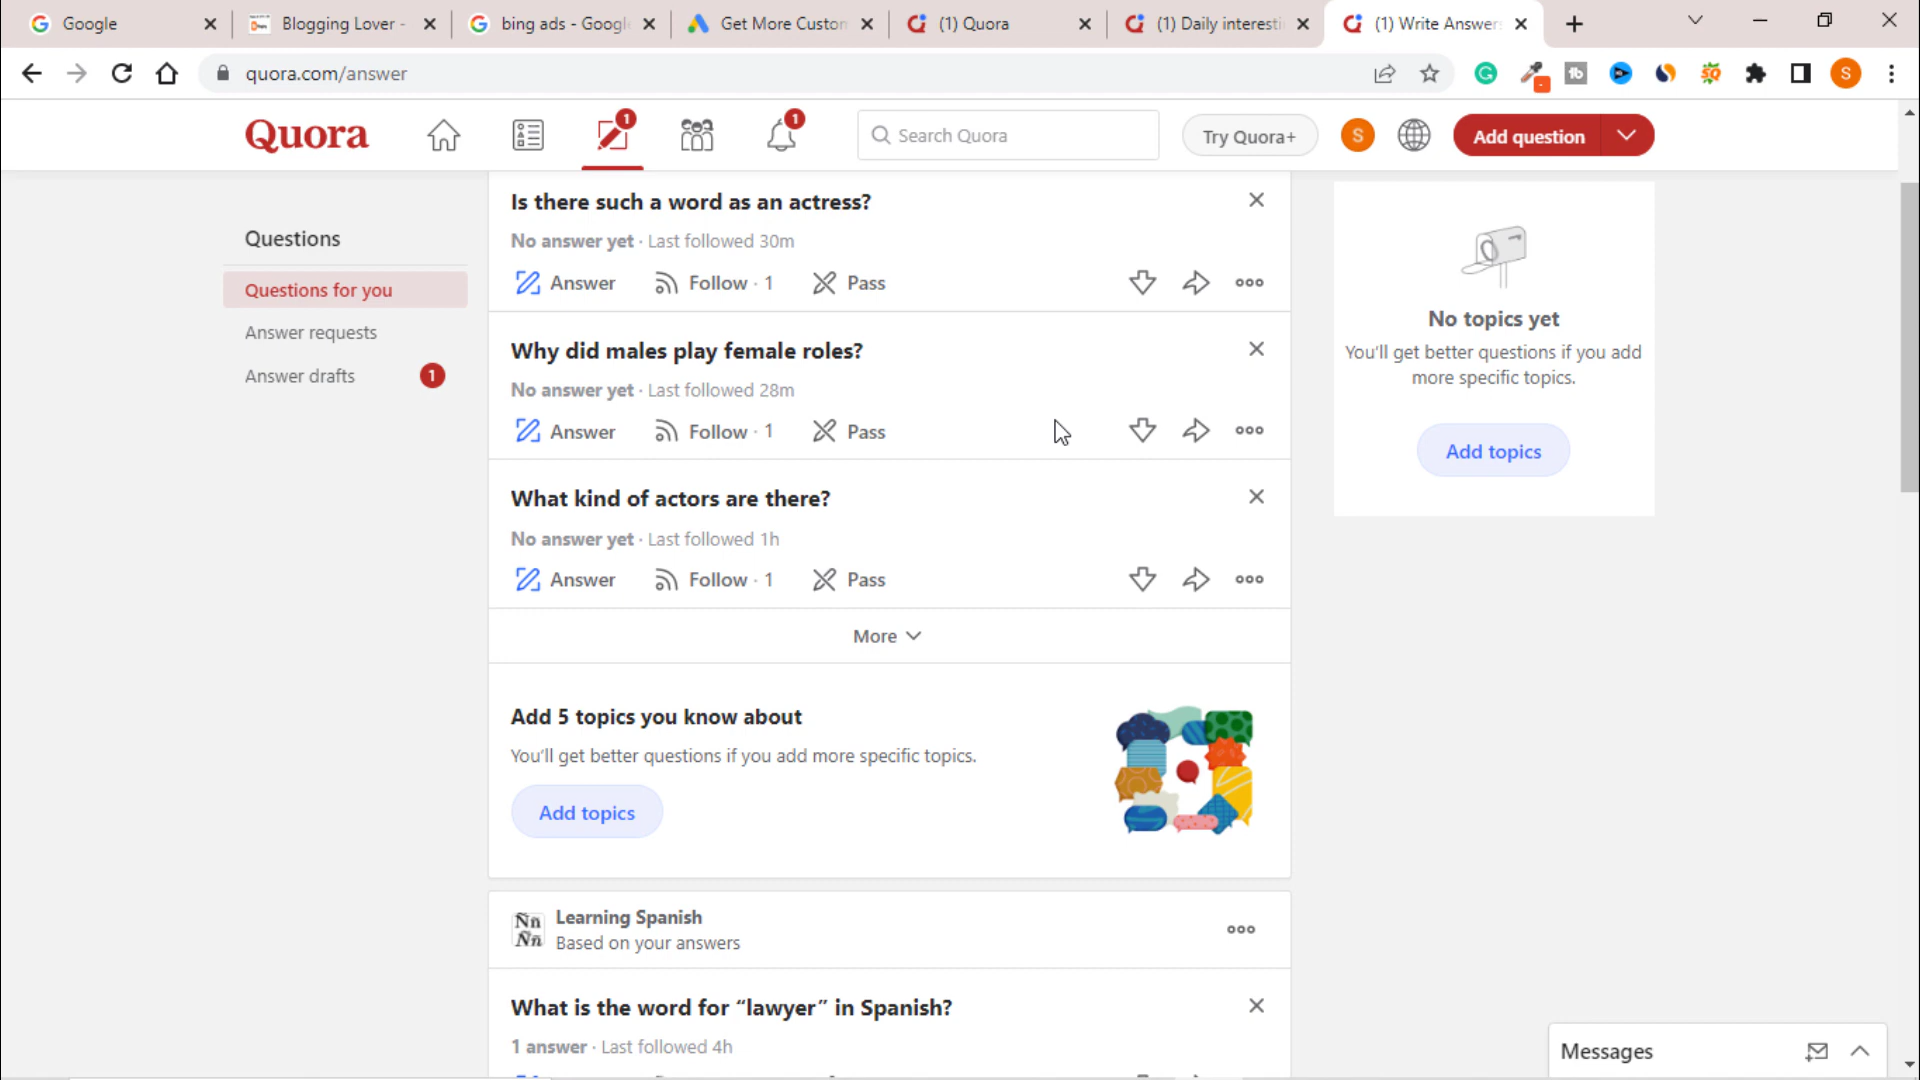 Google
Blogging Lover -
bing ads - Google
Get More Custom
(1) Quora
(1) Daily interesti
(1) Write Answers
quora.com/answer
S
Quora
1
1
Search Quora
Try Quora+
S
Add question
Questions
Questions for you
Answer requests
Answer drafts
1
Is there such a word as an actress?
No answer yet · Last followed 30m
Answer
Follow · 1
Pass
Why did males play female roles?
No answer yet · Last followed 28m
Answer
Follow · 1
Pass
What kind of actors are there?
No answer yet · Last followed 1h
Answer
Follow · 1
Pass
More
Add 5 topics you know about
You'll get better questions if you add more specific topics.
Add topics
Ññ
Ññ
Learning Spanish
Based on your answers
What is the word for “lawyer” in Spanish?
1 answer · Last followed 4h
No topics yet
You'll get better questions if you add
more specific topics.
Add topics
Messages